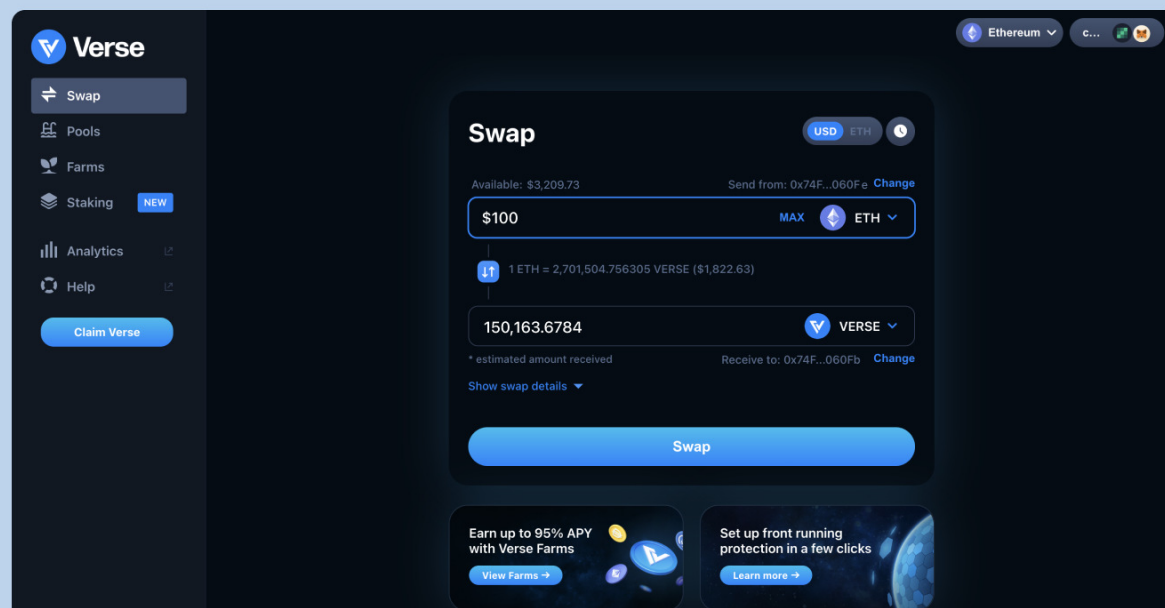 Verse
Swap
Pools
Farms
Staking NEW
Analytics
Help
Claim Verse
Ethereum
c...
Swap
USD ETH
Available: $3,209.73 Send from: 0x74F...060Fe Change
$100 MAX ETH
1 ETH = 2,701,504.756305 VERSE ($1,822.63)
150,163.6784 VERSE
* estimated amount received Receive to: 0x74F...060Fb Change
Show swap details
Swap
Earn up to 95% APY
with Verse Farms
View Farms →
Set up front running
protection in a few clicks
Learn more →